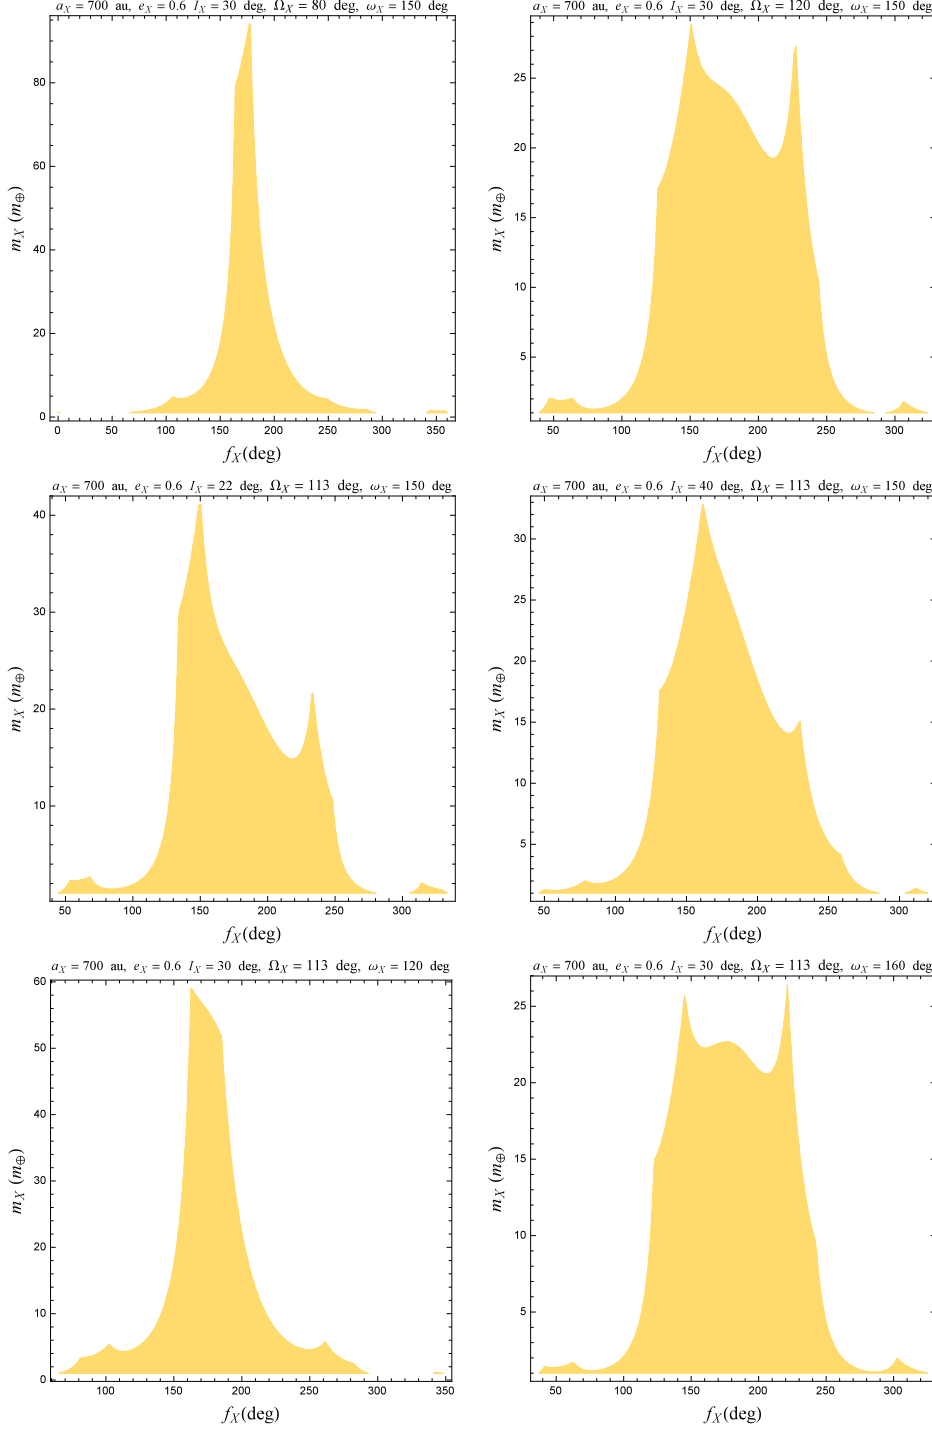 a_X = 700 au, e_X = 0.6 I_X = 30 deg, Ω_X = 80 deg, ω_X = 150 deg
80
60
40
20
0
m_X (m_⊕)
0 50 100 150 200 250 300 350
f_X(deg)
a_X = 700 au, e_X = 0.6 I_X = 30 deg, Ω_X = 120 deg, ω_X = 150 deg
25
20
15
10
5
m_X (m_⊕)
50 100 150 200 250 300
f_X(deg)
a_X = 700 au, e_X = 0.6 I_X = 22 deg, Ω_X = 113 deg, ω_X = 150 deg
40
30
20
10
m_X (m_⊕)
50 100 150 200 250 300
f_X(deg)
a_X = 700 au, e_X = 0.6 I_X = 40 deg, Ω_X = 113 deg, ω_X = 150 deg
30
25
20
15
10
5
m_X (m_⊕)
50 100 150 200 250 300
f_X(deg)
a_X = 700 au, e_X = 0.6 I_X = 30 deg, Ω_X = 113 deg, ω_X = 120 deg
60
50
40
30
20
10
0
m_X (m_⊕)
100 150 200 250 300 350
f_X(deg)
a_X = 700 au, e_X = 0.6 I_X = 30 deg, Ω_X = 113 deg, ω_X = 160 deg
25
20
15
10
5
m_X (m_⊕)
50 100 150 200 250 300
f_X(deg)